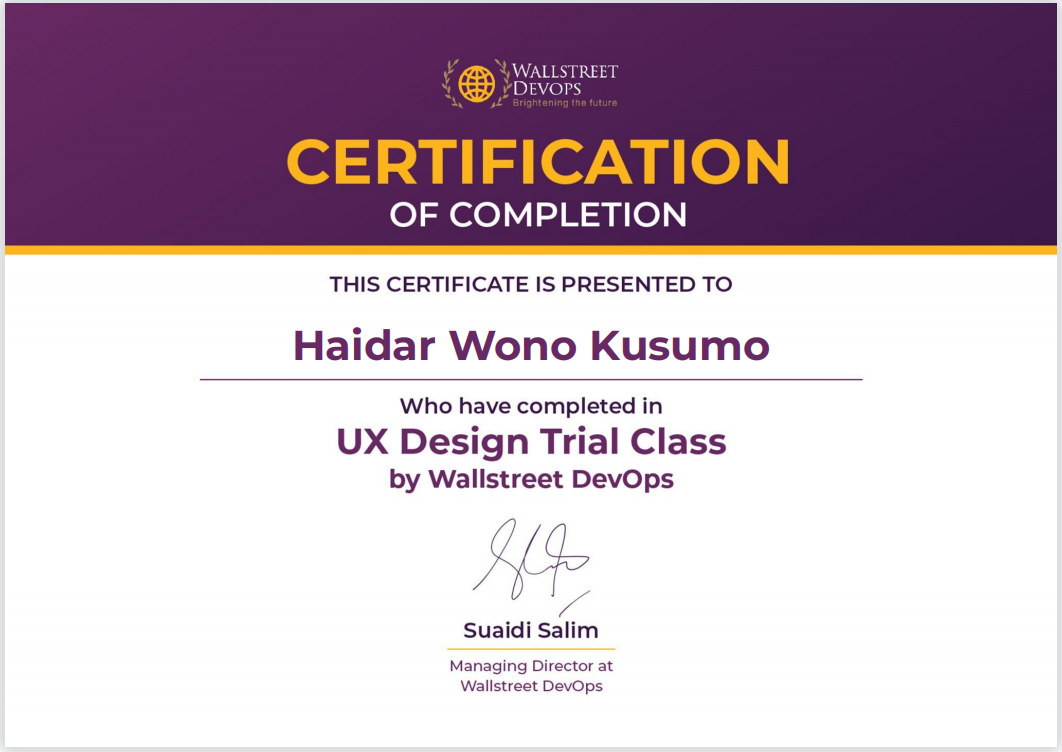 WALLSTREET
DEVOPS
Brightening the future
CERTIFICATION
OF COMPLETION
THIS CERTIFICATE IS PRESENTED TO
Haidar Wono Kusumo
Who have completed in
UX Design Trial Class
by Wallstreet DevOps
Suaidi Salim
Managing Director at
Wallstreet DevOps